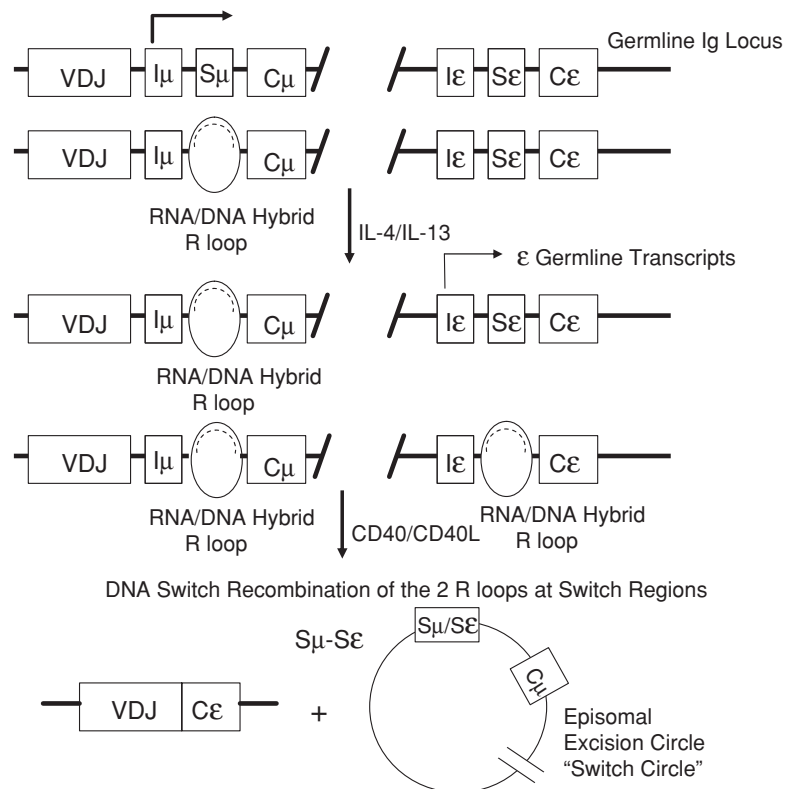 Germline Ig Locus
VDJ Iμ Sμ Cμ Iε Sε Cε
VDJ Iμ Cμ Iε Sε Cε
RNA/DNA Hybrid
R loop
IL-4/IL-13
ε Germline Transcripts
VDJ Iμ Cμ Iε Sε Cε
RNA/DNA Hybrid
R loop
VDJ Iμ Cμ Iε Cε
RNA/DNA Hybrid
R loop
CD40/CD40L
RNA/DNA Hybrid
R loop
DNA Switch Recombination of the 2 R loops at Switch Regions
Sμ-Sε
Sμ/Sε
Cμ
VDJ Cε
+
Episomal
Excision Circle
“Switch Circle”